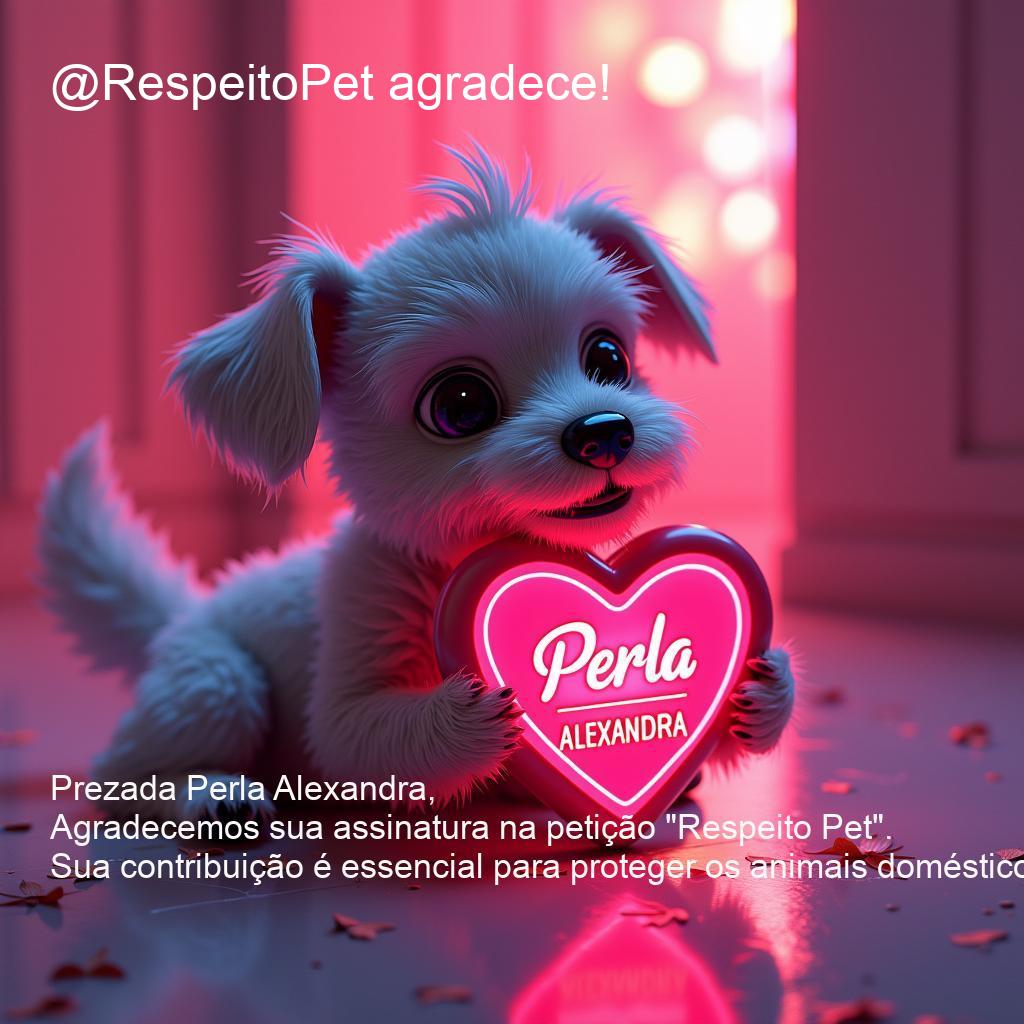 @RespeitoPet agradece!
Perla
ALEXANDRA
Prezada Perla Alexandra,
Agradecemos sua assinatura na petição "Respeito Pet".
Sua contribuição é essencial para proteger os animais doméstico